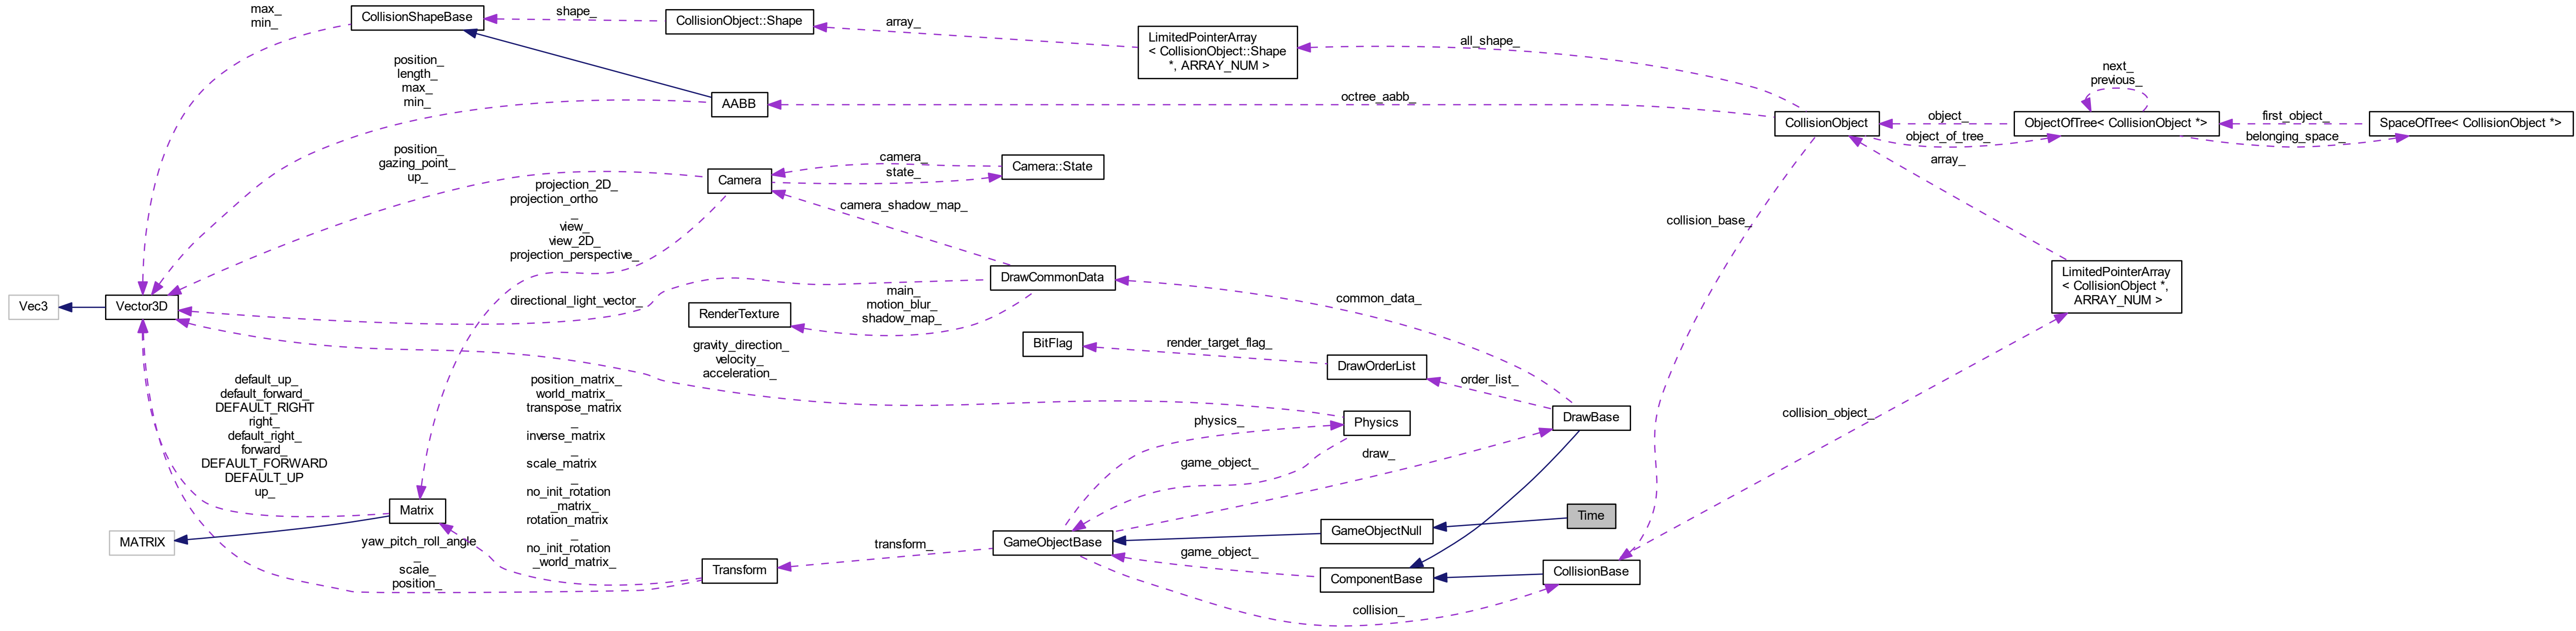 max_
min_
CollisionShapeBase
shape_
CollisionObject::Shape
array_
LimitedPointerArray
< CollisionObject::Shape
*, ARRAY_NUM >
all_shape_
position_
length_
max_
min_
AABB
octree_aabb_
CollisionObject
object_
object_of_tree_
next_
previous_
ObjectOfTree< CollisionObject *>
first_object_
belonging_space_
SpaceOfTree< CollisionObject *>
array_
position_
gazing_point_
up_
Camera
camera_
state_
Camera::State
projection_2D_
projection_ortho
_
view_
view_2D_
projection_perspective_
camera_shadow_map_
collision_base_
Vec3
Vector3D
directional_light_vector_
DrawCommonData
main_
motion_blur_
shadow_map_
RenderTexture
common_data_
LimitedPointerArray
< CollisionObject *,
ARRAY_NUM >
BitFlag
render_target_flag_
DrawOrderList
order_list_
gravity_direction_
velocity_
acceleration_
default_up_
default_forward_
DEFAULT_RIGHT
right_
default_right_
forward_
DEFAULT_FORWARD
DEFAULT_UP
up_
position_matrix_
world_matrix_
transpose_matrix
_
inverse_matrix
_
scale_matrix
_
no_init_rotation
_matrix_
rotation_matrix
_
no_init_rotation
_world_matrix_
physics_
Physics
game_object_
draw_
DrawBase
collision_object_
Matrix
MATRIX
yaw_pitch_roll_angle
_
scale_
position_
Transform
transform_
GameObjectBase
GameObjectNull
Time
game_object_
ComponentBase
CollisionBase
collision_